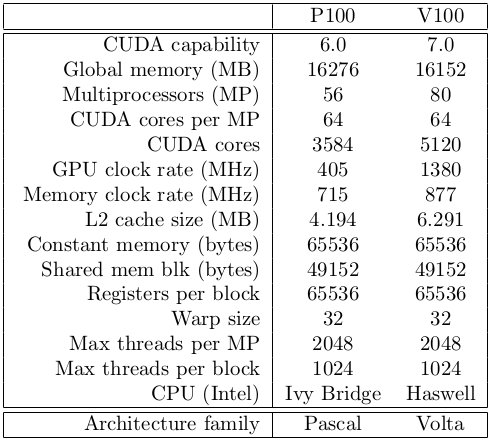 P100 V100
CUDA capability 6.0 7.0
Global memory (MB) 16276 16152
Multiprocessors (MP) 56 80
CUDA cores per MP 64 64
CUDA cores 3584 5120
GPU clock rate (MHz) 405 1380
Memory clock rate (MHz) 715 877
L2 cache size (MB) 4.194 6.291
Constant memory (bytes) 65536 65536
Shared mem blk (bytes) 49152 49152
Registers per block 65536 65536
Warp size 32 32
Max threads per MP 2048 2048
Max threads per block 1024 1024
CPU (Intel) Ivy Bridge Haswell
Architecture family Pascal Volta